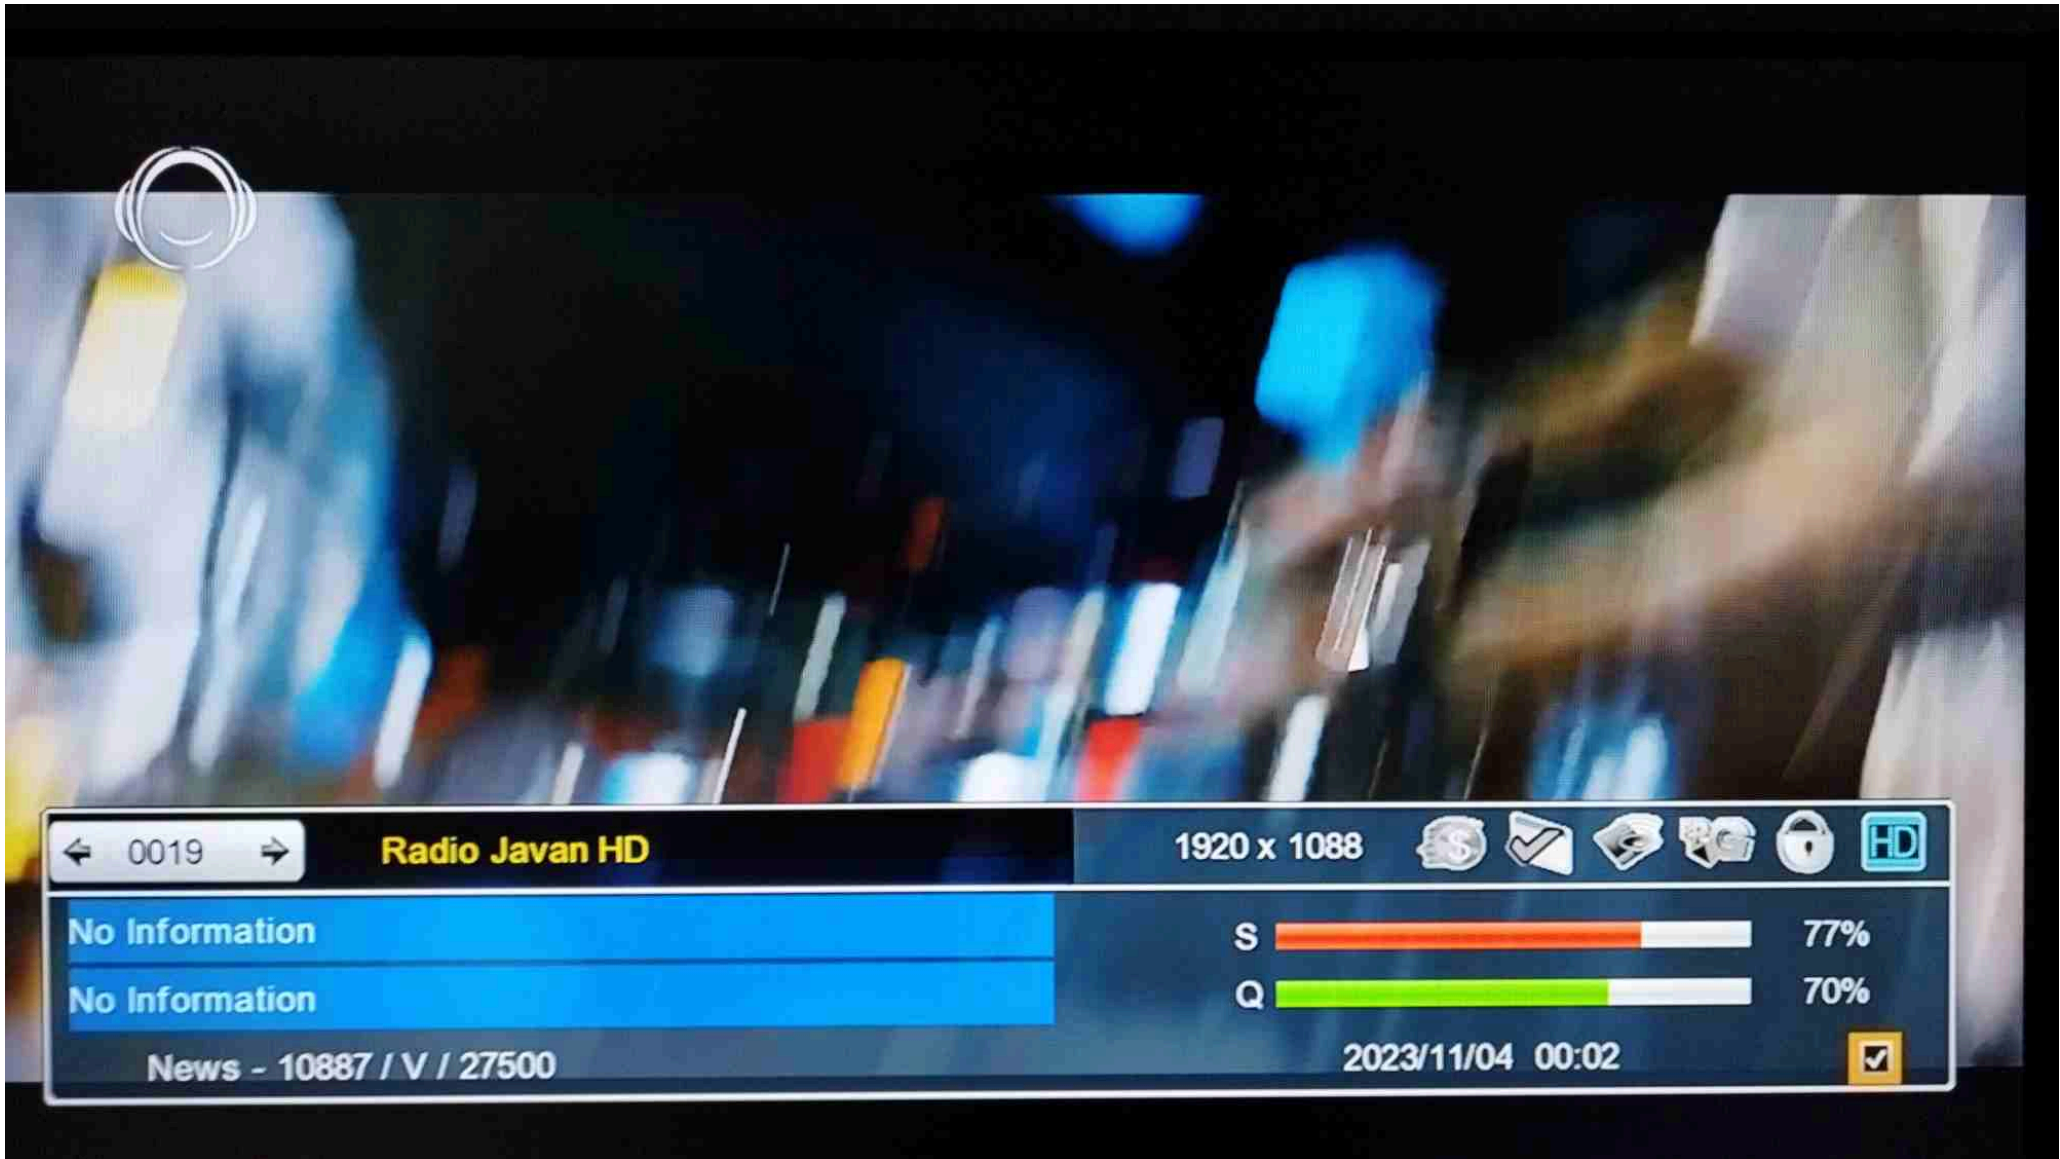 0019
Radio Javan HD
1920 x 1088
$
HD
No Information
S
77%
No Information
Q
70%
News - 10887 / V / 27500
2023/11/04 00:02